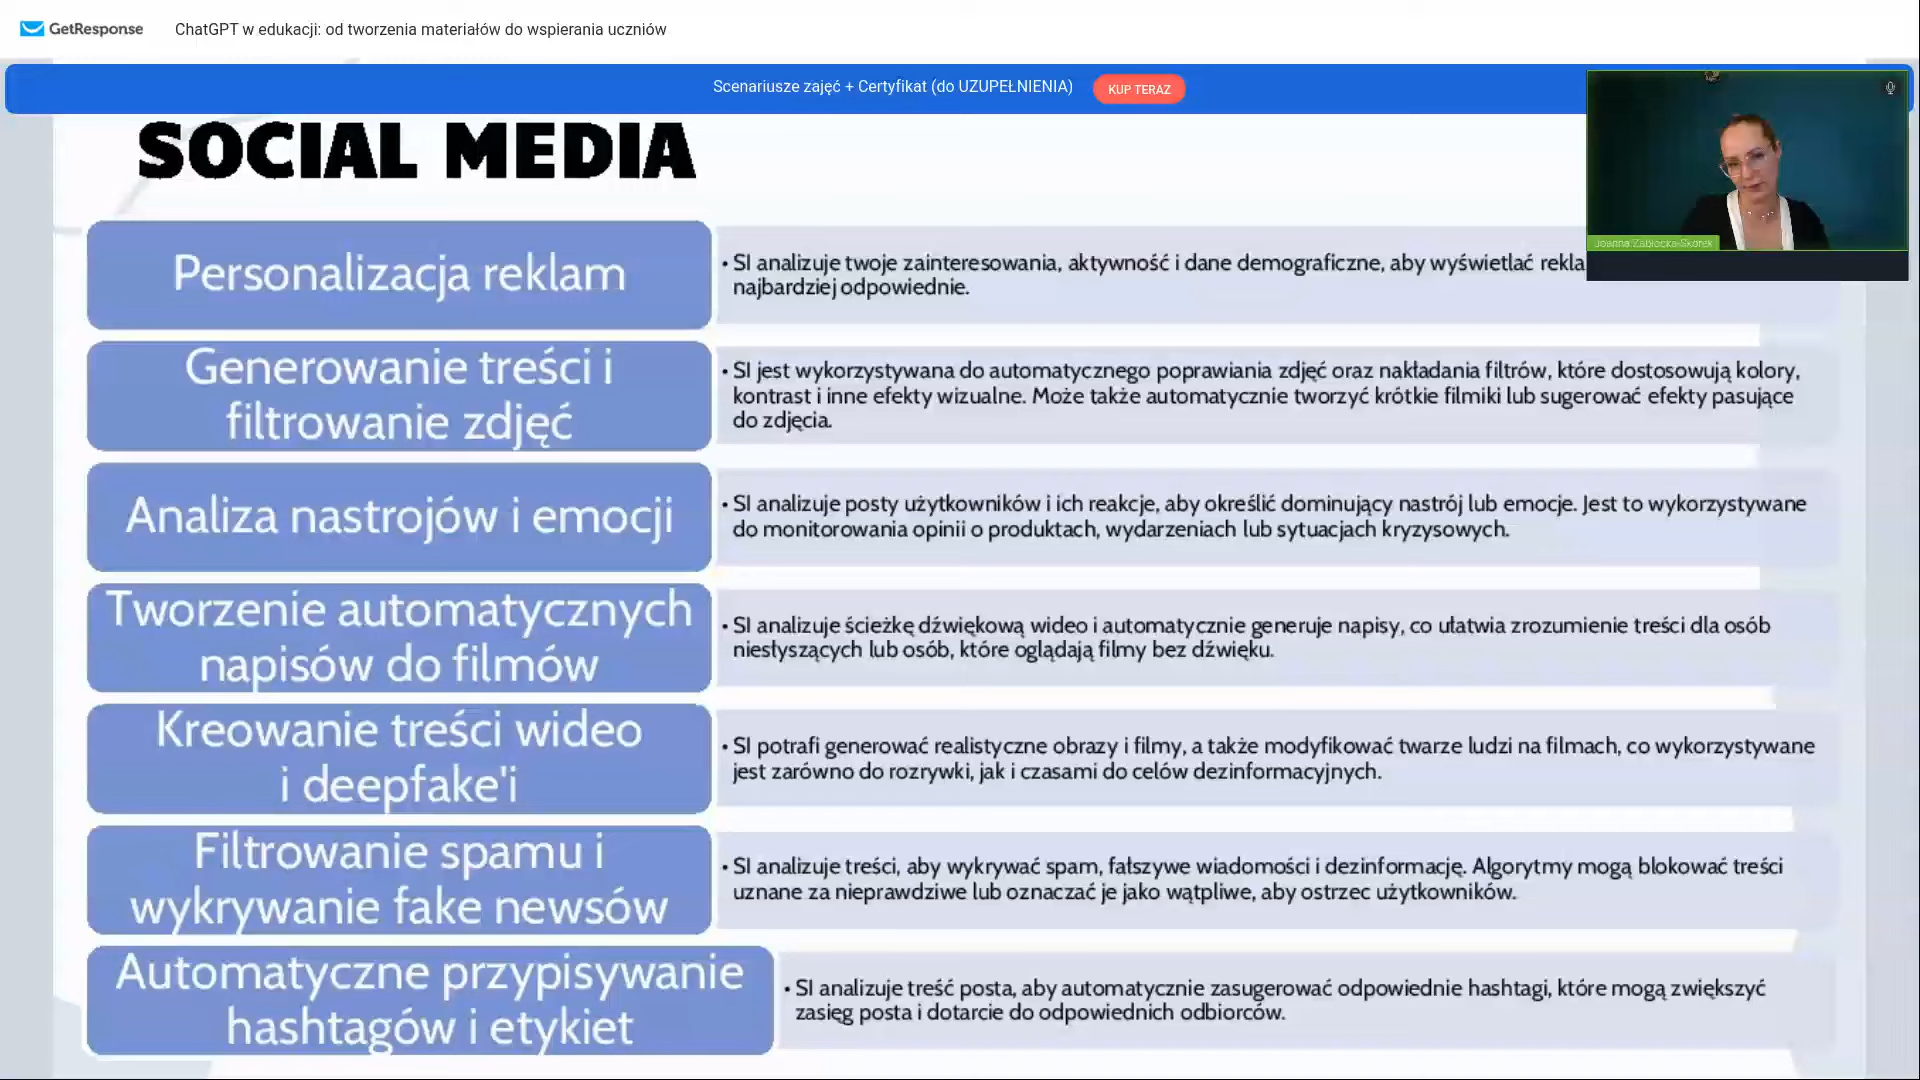 GetResponse
ChatGPT w edukacji: od tworzenia materiałów do wspierania uczniów
Scenariusze zajęć + Certyfikat (do UZUPEŁNIENIA)
KUP TERAZ
Joanna Zabłocka-Skorek
SOCIAL MEDIA
Personalizacja reklam
• SI analizuje twoje zainteresowania, aktywność i dane demograficzne, aby wyświetlać rekla
najbardziej odpowiednie.
Generowanie treści i
filtrowanie zdjęć
• SI jest wykorzystywana do automatycznego poprawiania zdjęć oraz nakładania filtrów, które dostosowują kolory,
kontrast i inne efekty wizualne. Może także automatycznie tworzyć krótkie filmiki lub sugerować efekty pasujące
do zdjęcia.
Analiza nastrojów i emocji
• SI analizuje posty użytkowników i ich reakcje, aby określić dominujący nastrój lub emocje. Jest to wykorzystywane
do monitorowania opinii o produktach, wydarzeniach lub sytuacjach kryzysowych.
Tworzenie automatycznych
napisów do filmów
• SI analizuje ścieżkę dźwiękową wideo i automatycznie generuje napisy, co ułatwia zrozumienie treści dla osób
niesłyszących lub osób, które oglądają filmy bez dźwięku.
Kreowanie treści wideo
i deepfake'i
• SI potrafi generować realistyczne obrazy i filmy, a także modyfikować twarze ludzi na filmach, co wykorzystywane
jest zarówno do rozrywki, jak i czasami do celów dezinformacyjnych.
Filtrowanie spamu i
wykrywanie fake newsów
• SI analizuje treści, aby wykrywać spam, fałszywe wiadomości i dezinformację. Algorytmy mogą blokować treści
uznane za nieprawdziwe lub oznaczać je jako wątpliwe, aby ostrzec użytkowników.
Automatyczne przypisywanie
hashtagów i etykiet
• SI analizuje treść posta, aby automatycznie zasugerować odpowiednie hashtagi, które mogą zwiększyć
zasięg posta i dotarcie do odpowiednich odbiorców.